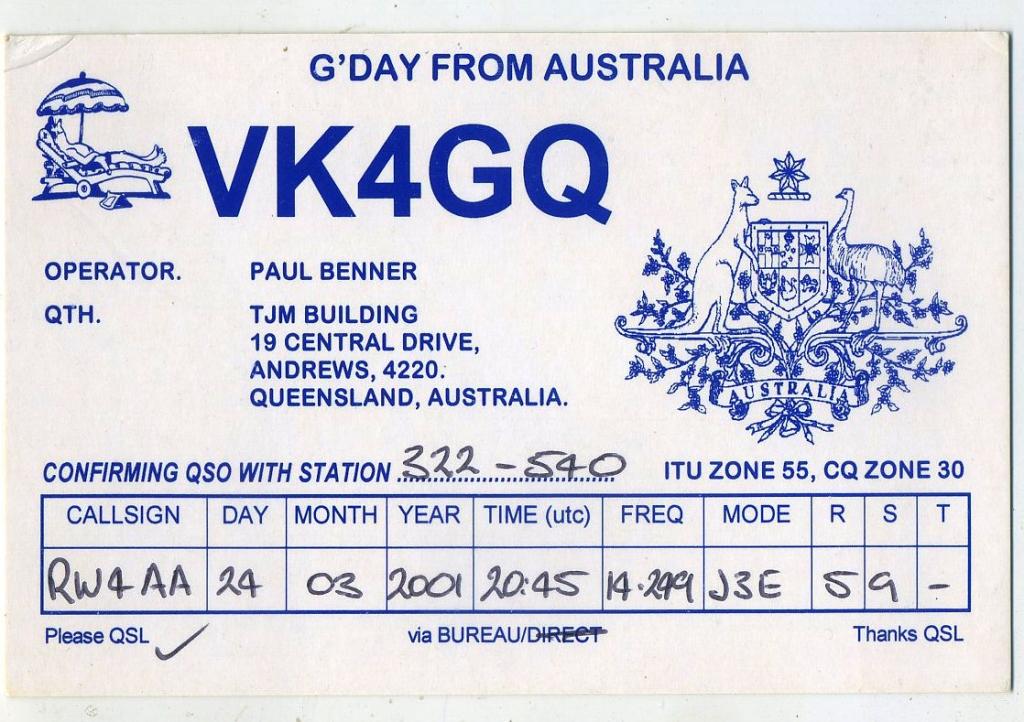 G'DAY FROM AUSTRALIA
VK4GQ
OPERATOR. PAUL BENNER
QTH. TJM BUILDING
19 CENTRAL DRIVE,
ANDREWS, 4220.
QUEENSLAND, AUSTRALIA.
AUSTRALIA
CONFIRMING QSO WITH STATION 322-540 ITU ZONE 55, CQ ZONE 30
CALLSIGN DAY MONTH YEAR TIME (utc) FREQ MODE R S T
RW4AA 24 03 2001 20:45 14.299 J3E 5 9 -
Please QSL ✓ via BUREAU/DIRECT Thanks QSL